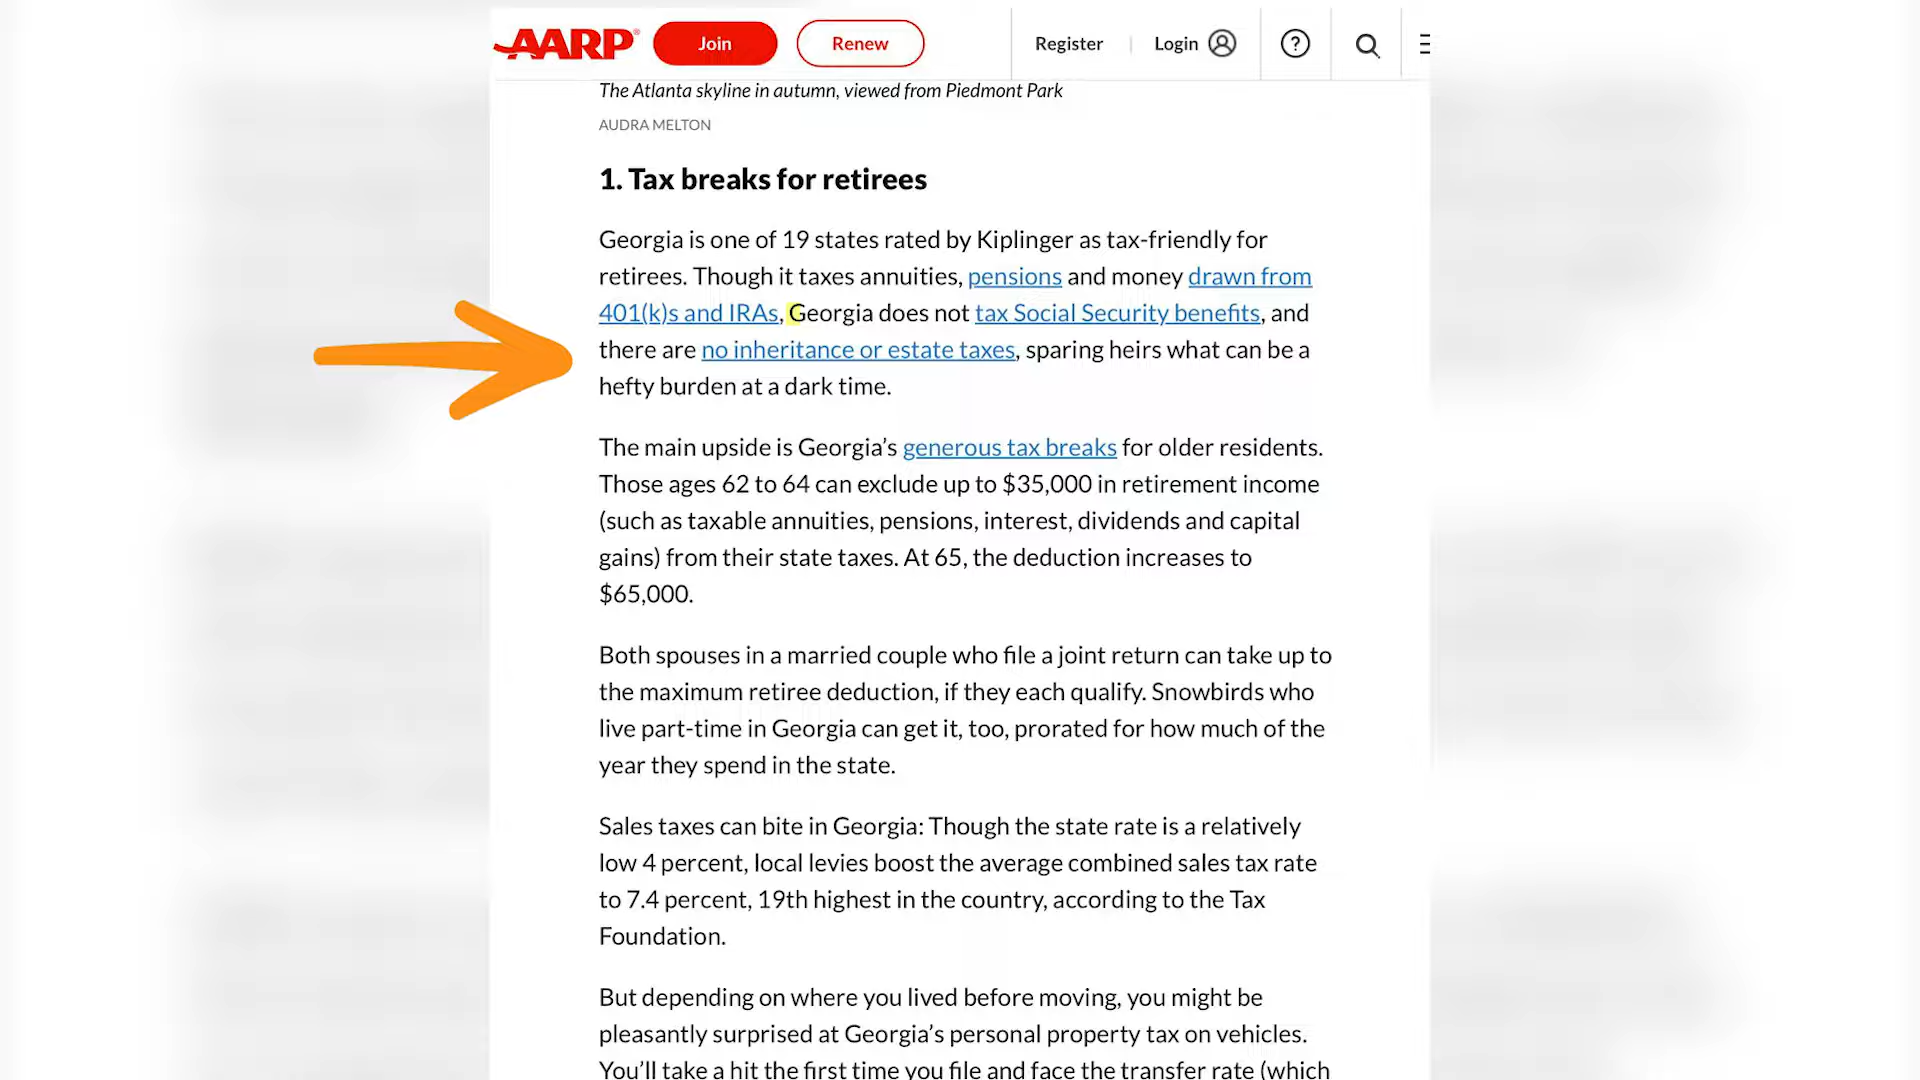 AARP Join Renew Register Login
The Atlanta skyline in autumn, viewed from Piedmont Park
AUDRA MELTON
1. Tax breaks for retirees
Georgia is one of 19 states rated by Kiplinger as tax-friendly for
retirees. Though it taxes annuities, pensions and money drawn from
401(k)s and IRAs, Georgia does not tax Social Security benefits, and
there are no inheritance or estate taxes, sparing heirs what can be a
hefty burden at a dark time.
The main upside is Georgia’s generous tax breaks for older residents.
Those ages 62 to 64 can exclude up to $35,000 in retirement income
(such as taxable annuities, pensions, interest, dividends and capital
gains) from their state taxes. At 65, the deduction increases to
$65,000.
Both spouses in a married couple who file a joint return can take up to
the maximum retiree deduction, if they each qualify. Snowbirds who
live part-time in Georgia can get it, too, prorated for how much of the
year they spend in the state.
Sales taxes can bite in Georgia: Though the state rate is a relatively
low 4 percent, local levies boost the average combined sales tax rate
to 7.4 percent, 19th highest in the country, according to the Tax
Foundation.
But depending on where you lived before moving, you might be
pleasantly surprised at Georgia’s personal property tax on vehicles.
You’ll take a hit the first time you file and face the transfer rate (which